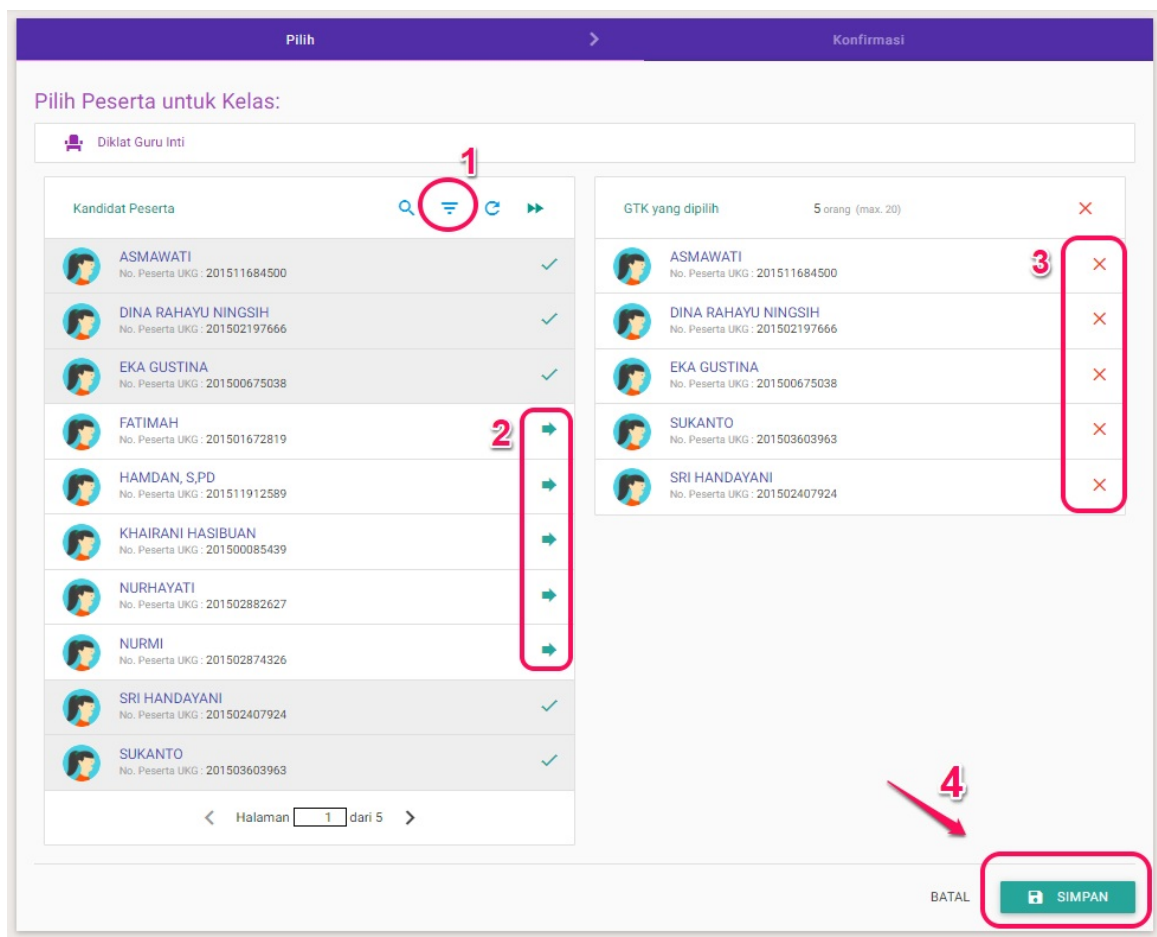 Pilih
Konfirmasi
Pilih Peserta untuk Kelas:
Diklat Guru Inti
1
Kandidat Peserta
ASMAWATI
No. Peserta UKG : 201511684500
DINA RAHAYU NINGSIH
No. Peserta UKG : 201502197666
EKA GUSTINA
No. Peserta UKG : 201500675038
FATIMAH
No. Peserta UKG : 201501672819
2
HAMDAN, S,PD
No. Peserta UKG : 201511912589
KHAIRANI HASIBUAN
No. Peserta UKG : 201500085439
NURHAYATI
No. Peserta UKG : 201502882627
NURMI
No. Peserta UKG : 201502874326
SRI HANDAYANI
No. Peserta UKG : 201502407924
SUKANTO
No. Peserta UKG : 201503603963
Halaman 1 dari 5
GTK yang dipilih 5 orang (max. 20)
ASMAWATI
No. Peserta UKG : 201511684500
3
DINA RAHAYU NINGSIH
No. Peserta UKG : 201502197666
EKA GUSTINA
No. Peserta UKG : 201500675038
SUKANTO
No. Peserta UKG : 201503603963
SRI HANDAYANI
No. Peserta UKG : 201502407924
4
BATAL
SIMPAN